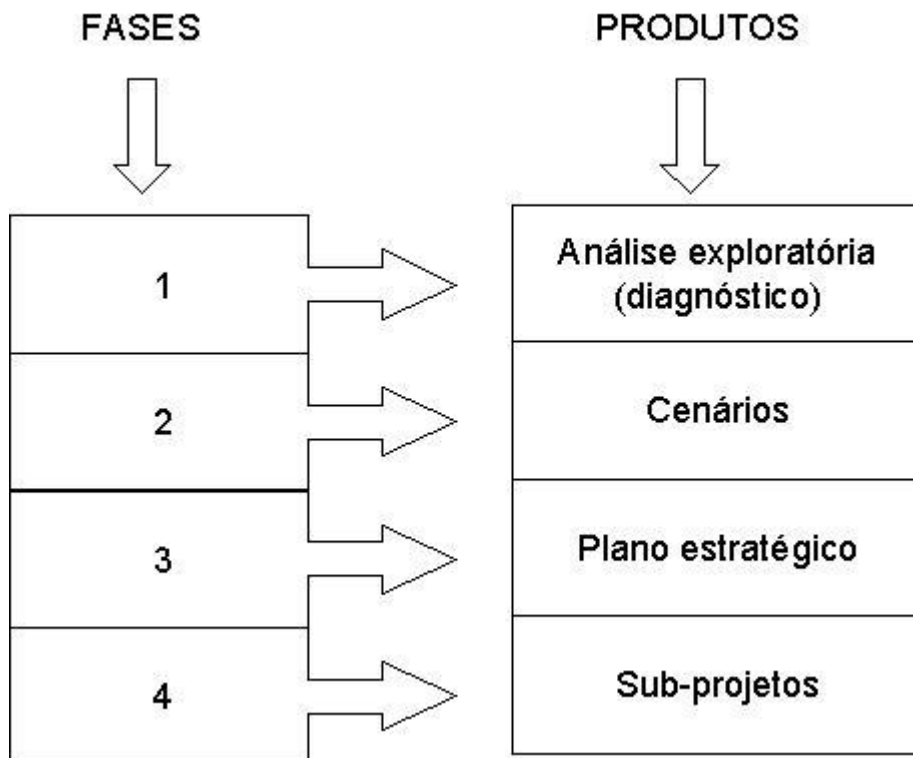 FASES
PRODUTOS
1
Análise exploratória
(diagnóstico)
2
Cenários
3
Plano estratégico
4
Sub-projetos